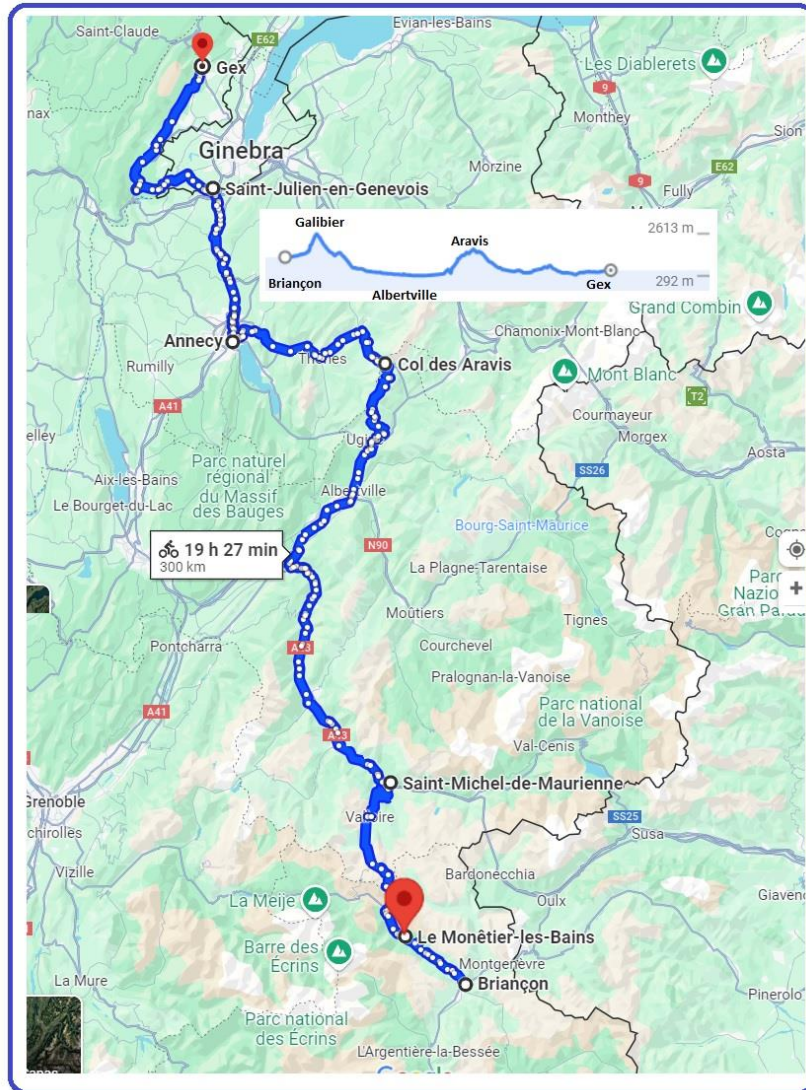 Saint-Claude
E62
Evian-les-Bains
Gex
Les Diablerets
9
Monthey
Sion
nax
Ginebra
Morzine
E62
9
Fully
Saint-Julien-en-Genevois
Galibier
Aravis
2613 m
Briançon
Albertville
Gex
292 m
Grand Combin
Annecy
Chamonix-Mont-Blanc
Rumilly
Col des Aravis
Mont Blanc
T2
A41
Courmayeur
Morgex
elley
Aosta
Parc naturel
régional
du Massif
des Bauges
Aix-les-Bains
Le Bourget-du-Lac
SS26
Albertville
Bourg-Saint-Maurice
19 h 27 min
300 km
N90
La Plagne-Tarentaise
Moûtiers
Tignes
Pontcharra
Courchevel
Pralognan-la-Vanoise
A41
Parc national
de la Vanoise
Val-Cenis
Saint-Michel-de-Maurienne
Grenoble
chirolles
SS25
Susa
Vizille
Bardonecchia
Oulx
Giaveno
La Meije
Le Monêtier-les-Bains
Barre des
Écrins
Montgenèvre
Briançon
La Mure
Pinerolo
Parc national
des Écrins
L'Argentière-la-Bessée